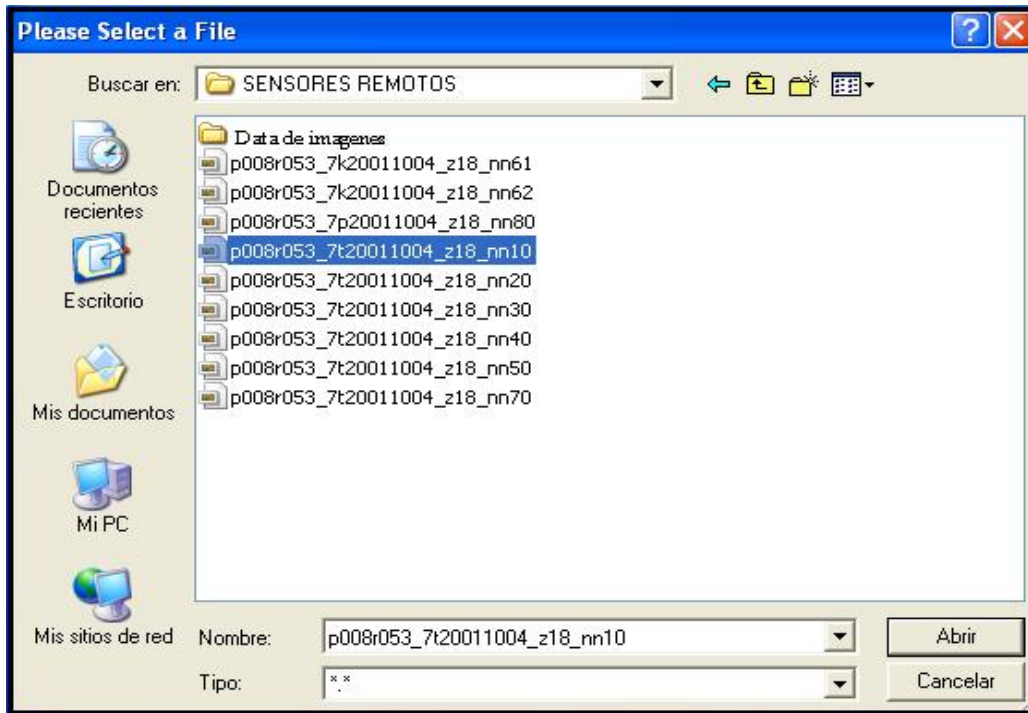 Please Select a File
Buscar en:
SENSORES REMOTOS
Documentos
recientes
Escritorio
Mis documentos
Mi PC
Mis sitios de red
Data de imagenes
p008r053_7k20011004_z18_nn61
p008r053_7k20011004_z18_nn62
p008r053_7p20011004_z18_nn80
p008r053_7t20011004_z18_nn10
p008r053_7t20011004_z18_nn20
p008r053_7t20011004_z18_nn30
p008r053_7t20011004_z18_nn40
p008r053_7t20011004_z18_nn50
p008r053_7t20011004_z18_nn70
Nombre:
p008r053_7t20011004_z18_nn10
Abrir
Tipo:
*.*
Cancelar